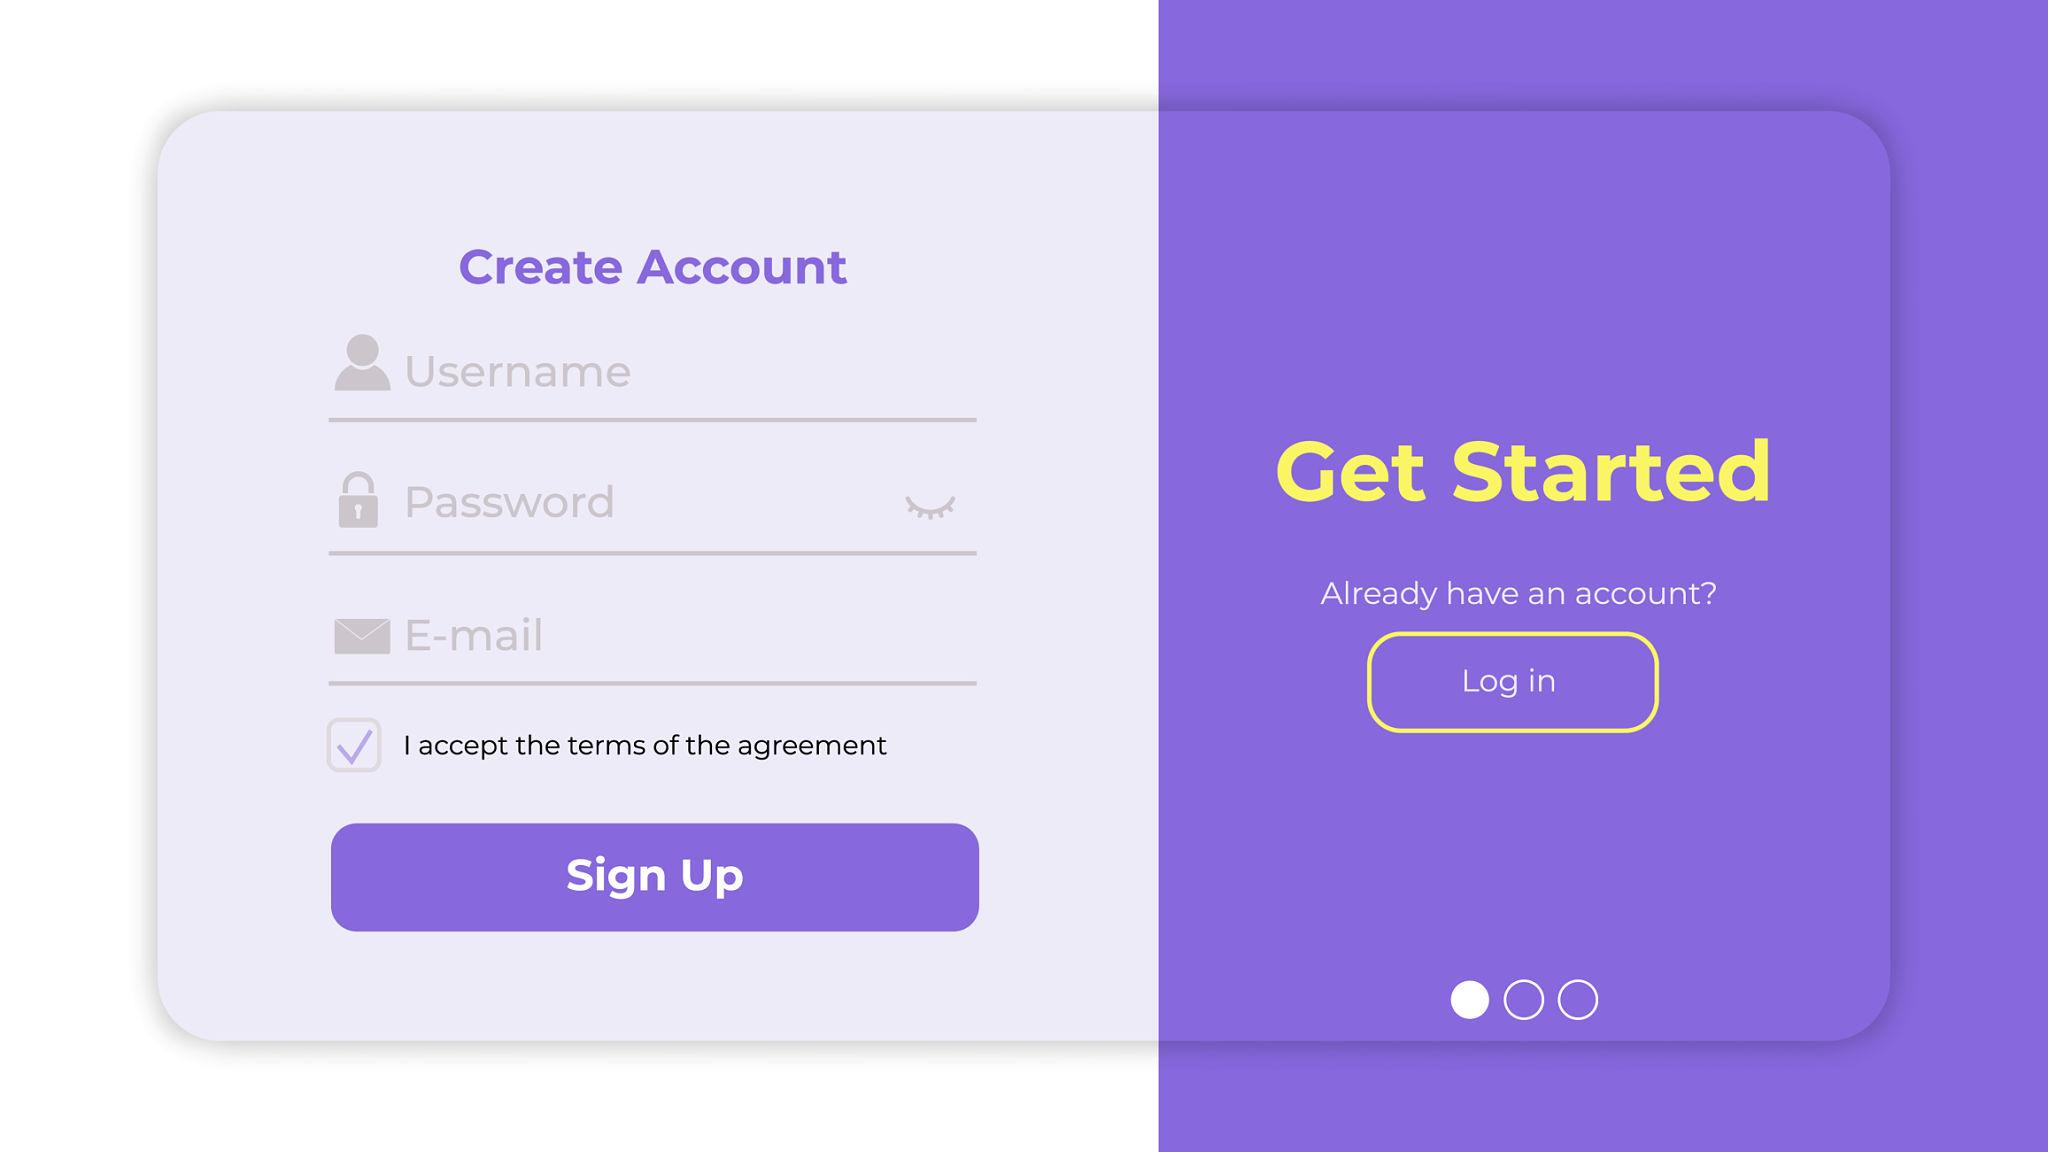 Create Account
Username
Password
E-mail
I accept the terms of the agreement
Sign Up
Get Started
Already have an account?
Log in